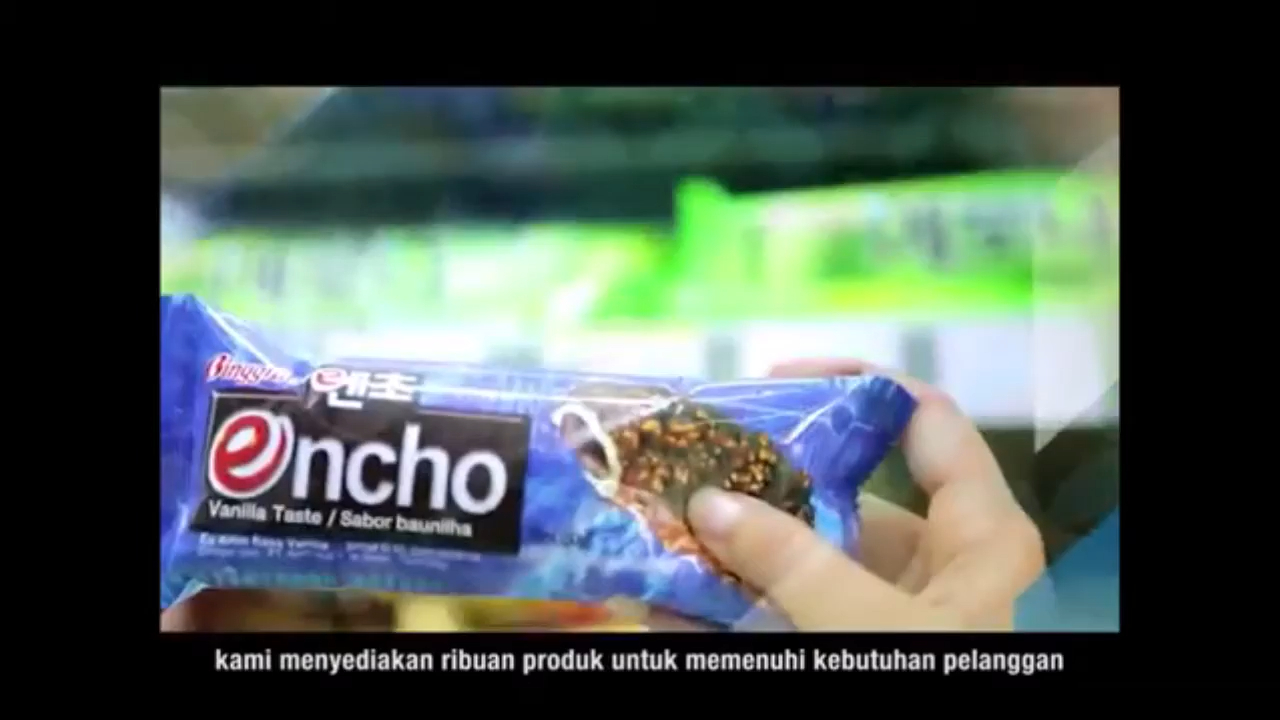 Binggrae 엔초
encho
Vanilla Taste / Sabor baunilha
kami menyediakan ribuan produk untuk memenuhi kebutuhan pelanggan